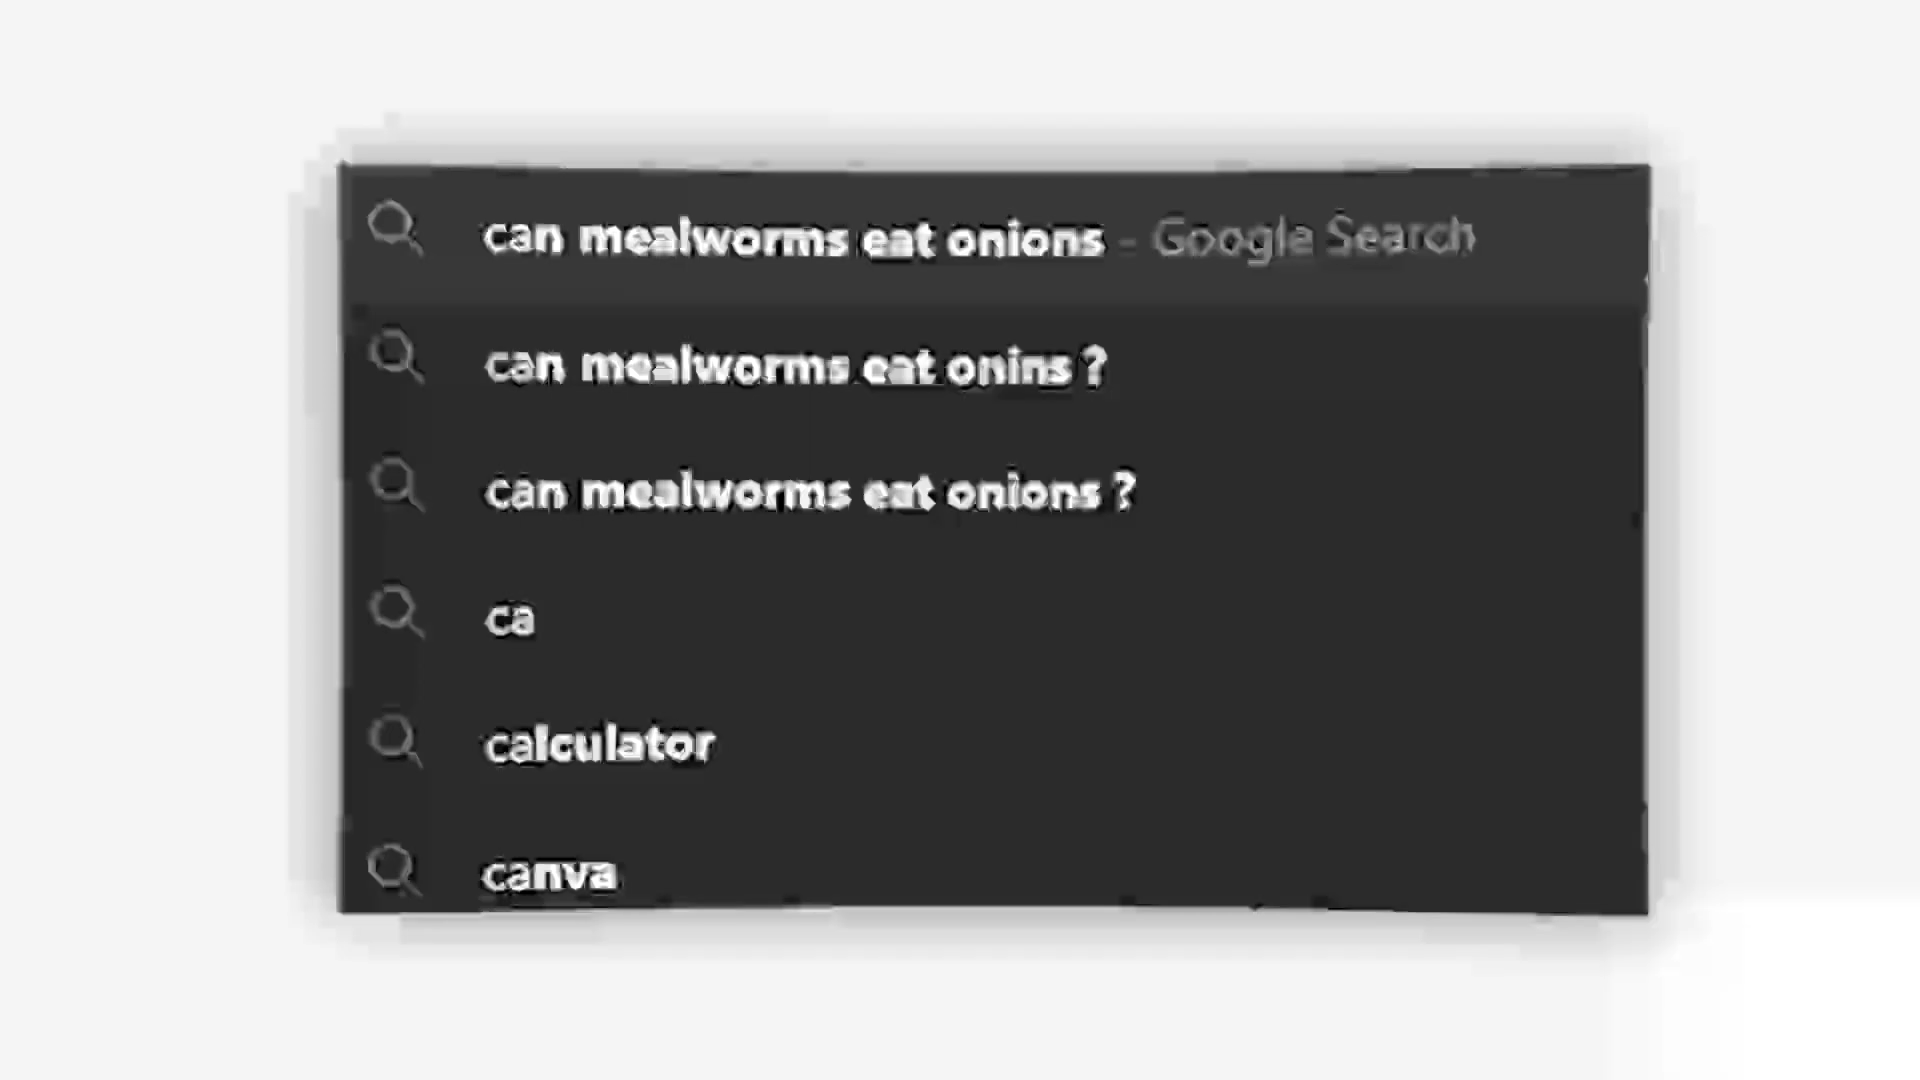 can mealworms eat onions - Google Search
can mealworms eat onins ?
can mealworms eat onions ?
ca
calculator
canva